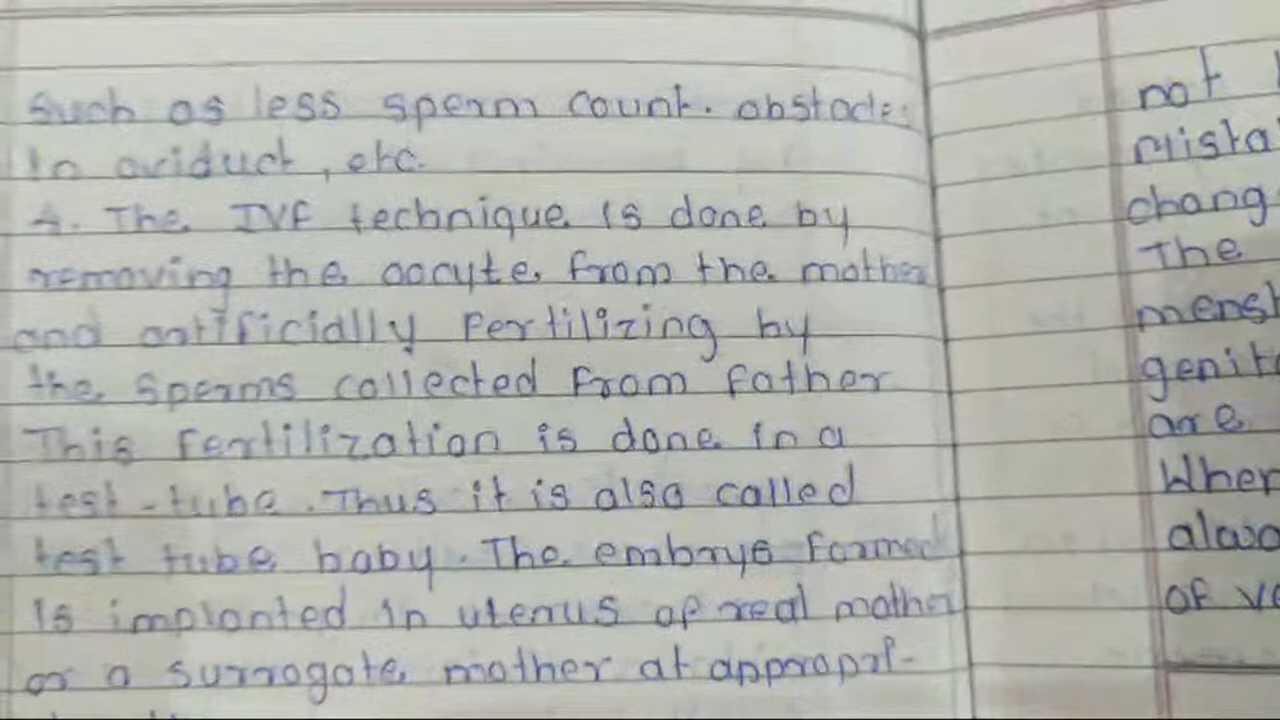 such as less sperm count. obstacles
in oviduct, etc.
4. The IVF technique is done by
removing the oocyte from the mother
and artificially fertilizing by
the sperms collected from father
This fertilization is done in a
test-tube. Thus it is also called
test tube baby. The embryo formed
is implanted in uterus of real mother
or a surrogate mother at appropri-
not
mista
chang
The
menst
genit
are
When
also
of